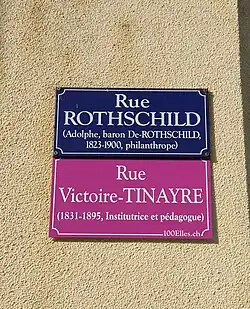 Rue
ROTHSCHILD
(Adolphe, baron De-ROTHSCHILD,
1823-1900, philanthrope)
Rue
Victoire-TINAYRE
(1831-1895, Institutrice et pédagogue)
100Elles.ch